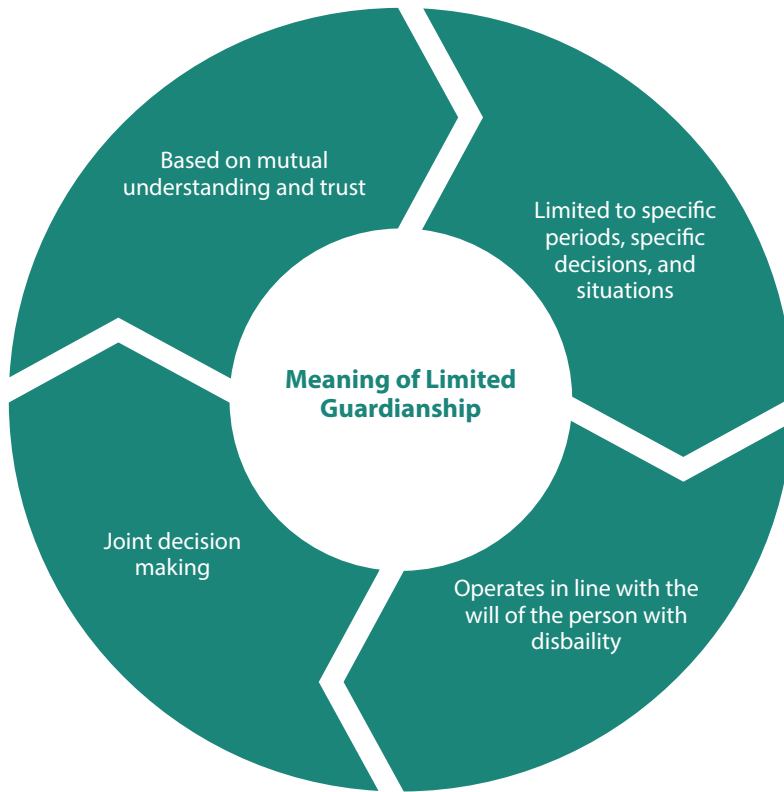 Based on mutual
understanding and trust
Limited to specific
periods, specific
decisions, and
situations
Meaning of Limited
Guardianship
Joint decision
making
Operates in line with the
will of the person with
disbaility